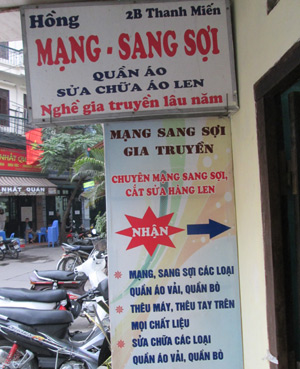 Hồng 2B Thanh Miến
MẠNG - SANG SỢI
QUẦN ÁO
SỬA CHỮA ÁO LEN
Nghề gia truyền lâu năm
MẠNG SANG SỢI
GIA TRUYỀN
CHUYÊN MẠNG SANG SỢI,
CẮT SỬA HÀNG LEN
NHẬN
MẠNG, SANG SỢI CÁC LOẠI
QUẦN ÁO VẢI, QUẦN BÒ
THÊU MÁY, THÊU TAY TRÊN
MỌI CHẤT LIỆU
SỬA CHỮA CÁC LOẠI
QUẦN ÁO VẢI, QUẦN BÒ
NHẤT QUÁN